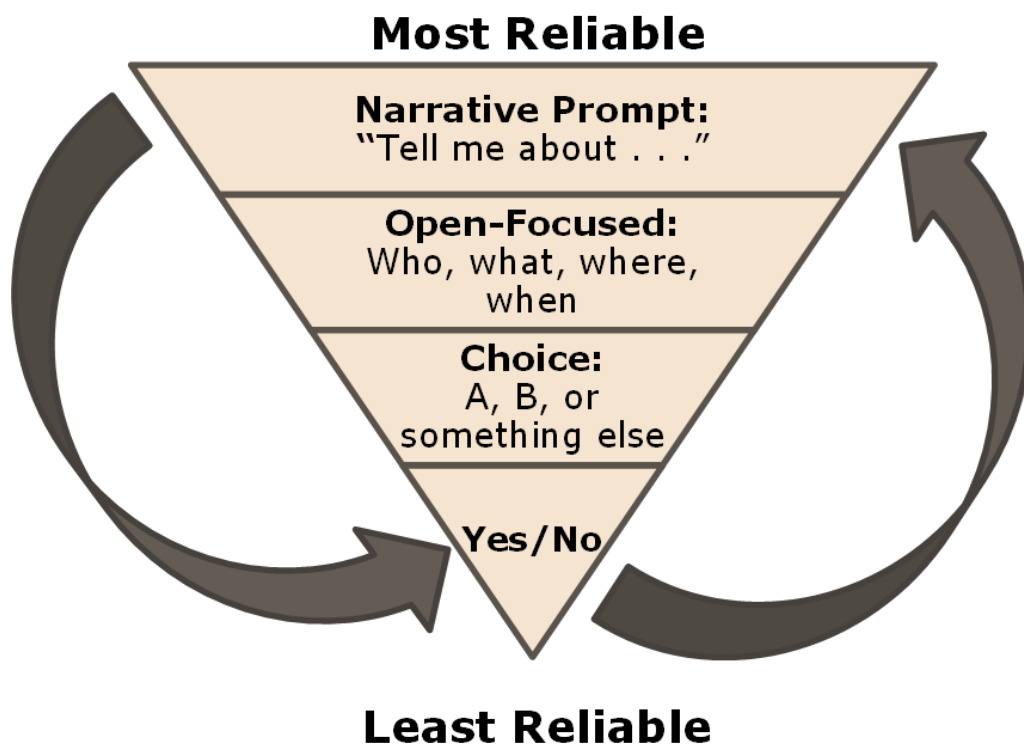 Most Reliable
Narrative Prompt:
“Tell me about . . .”
Open-Focused:
Who, what, where,
when
Choice:
A, B, or
something else
Yes/No
Least Reliable